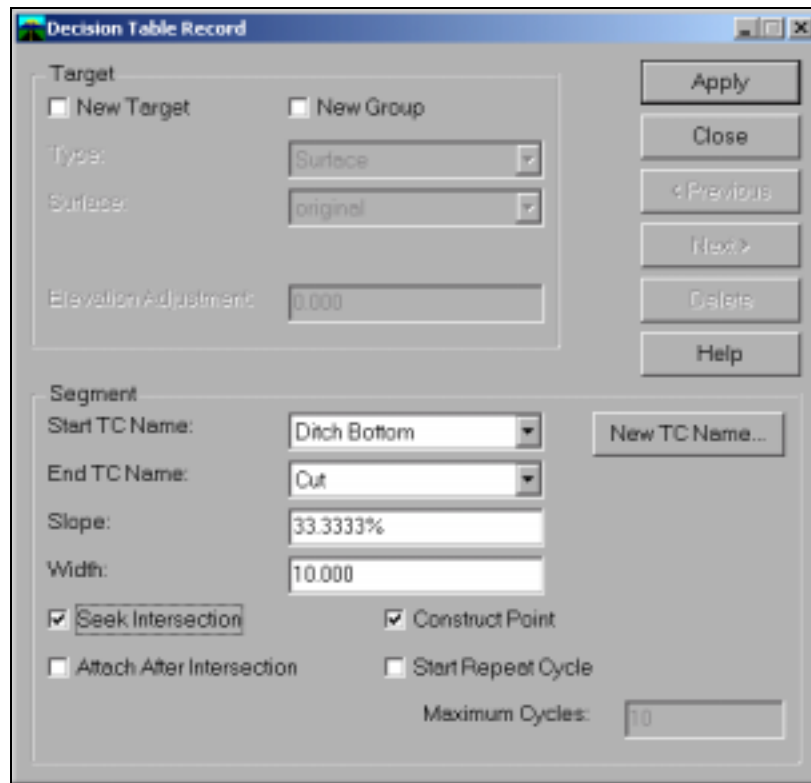 Decision Table Record
Target
New Target New Group
Type: Surface
Surface: original
Elevation Adjustment: 0.000
Apply
Close
< Previous
Next >
Delete
Help
Segment
Start TC Name: Ditch Bottom New TC Name...
End TC Name: Cut
Slope: 33.3333%
Width: 10.000
Seek Intersection Construct Point
Attach After Intersection Start Repeat Cycle
Maximum Cycles: 10